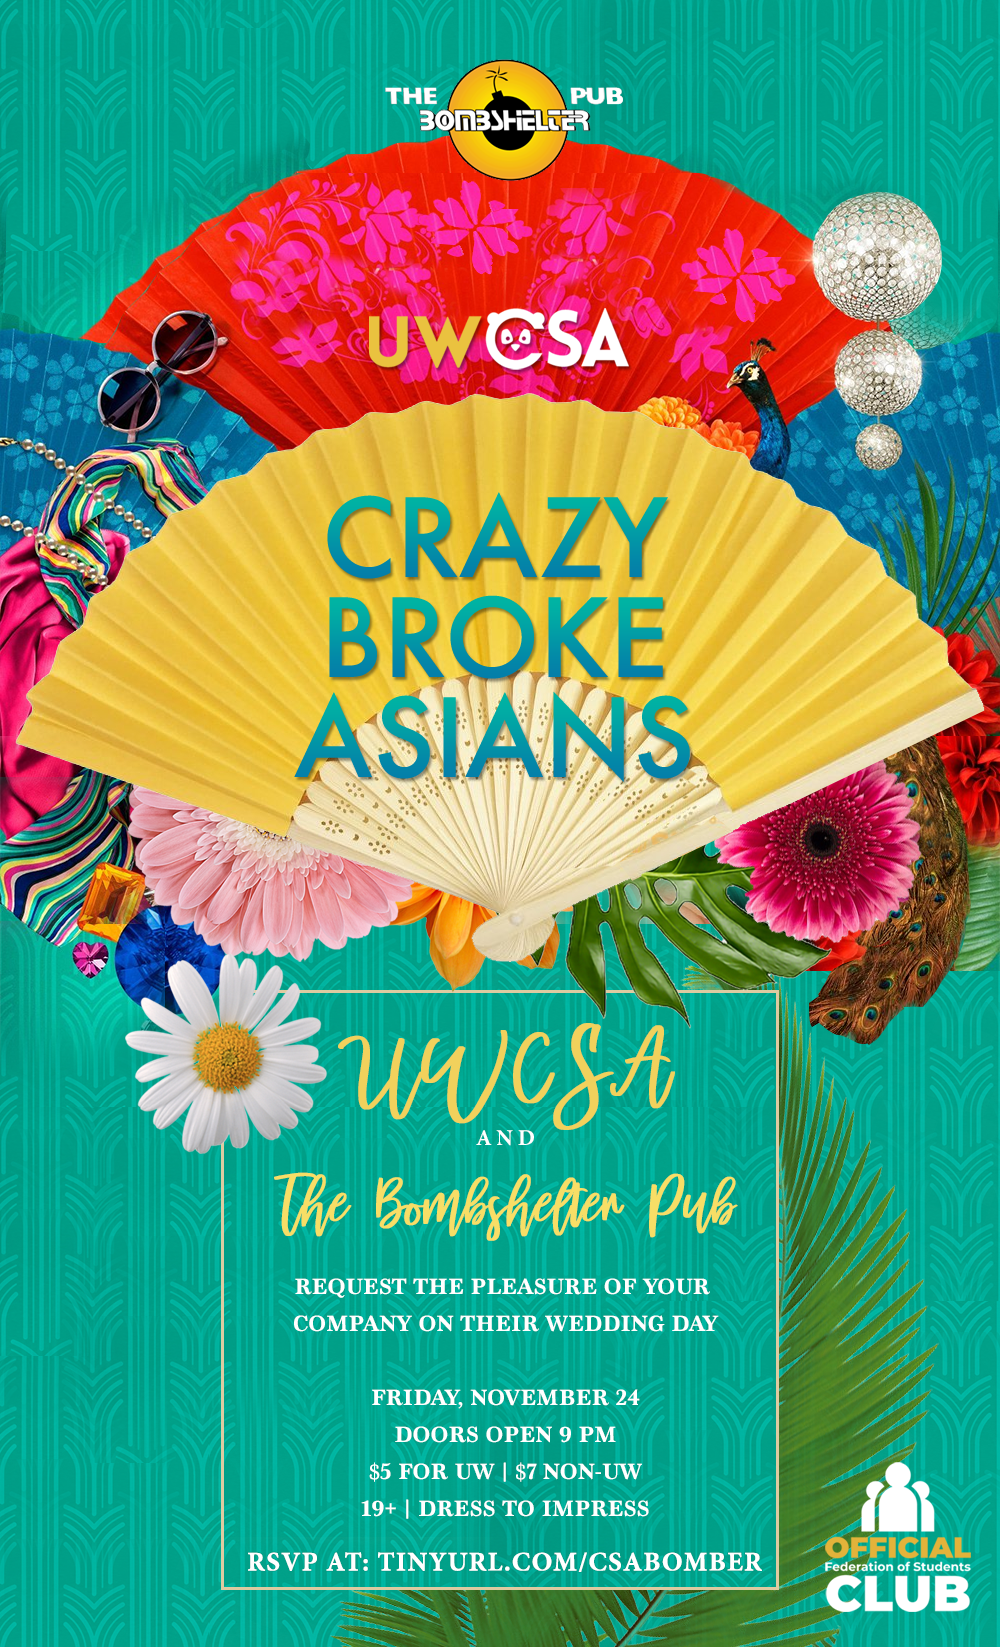 THE PUB
BOMBSHELTER
UWCSA
CRAZY
BROKE
ASIANS
UWCSA
AND
The Bombshelter Pub
REQUEST THE PLEASURE OF YOUR
COMPANY ON THEIR WEDDING DAY
FRIDAY, NOVEMBER 24
DOORS OPEN 9 PM
$5 FOR UW | $7 NON-UW
19+ | DRESS TO IMPRESS
RSVP AT: TINYURL.COM/CSABOMBER
OFFICIAL
Federation of Students
CLUB